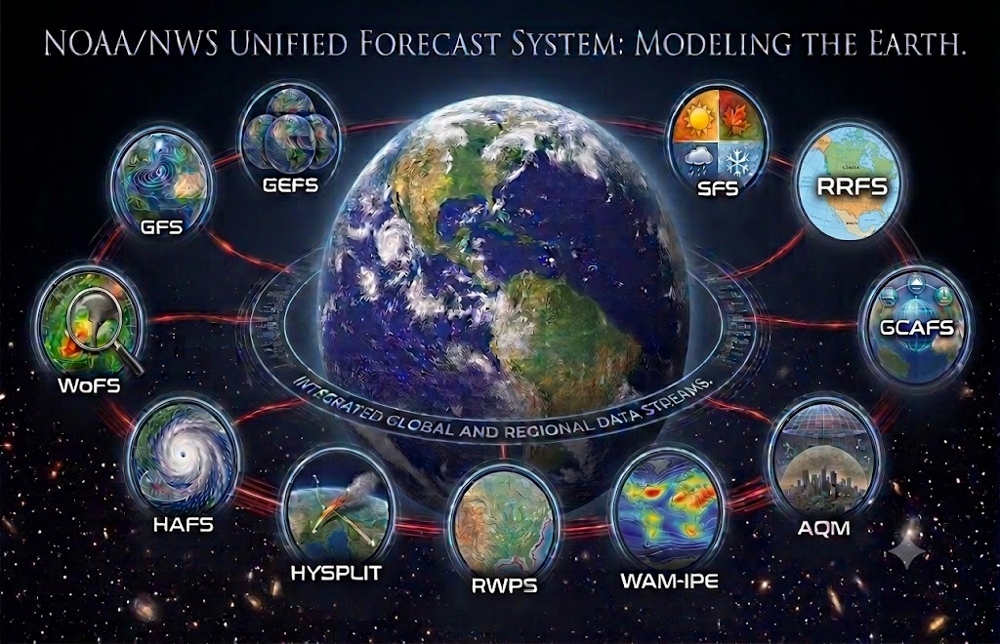 NOAA/NWS UNIFIED FORECAST SYSTEM: MODELING THE EARTH.
GEFS
SFS
GFS
RRFS
WoFS
GCAFS
INTEGRATED GLOBAL AND REGIONAL DATA STREAMS.
HAFS
AQM
HYSPLIT
RWPS
WAM-IPE